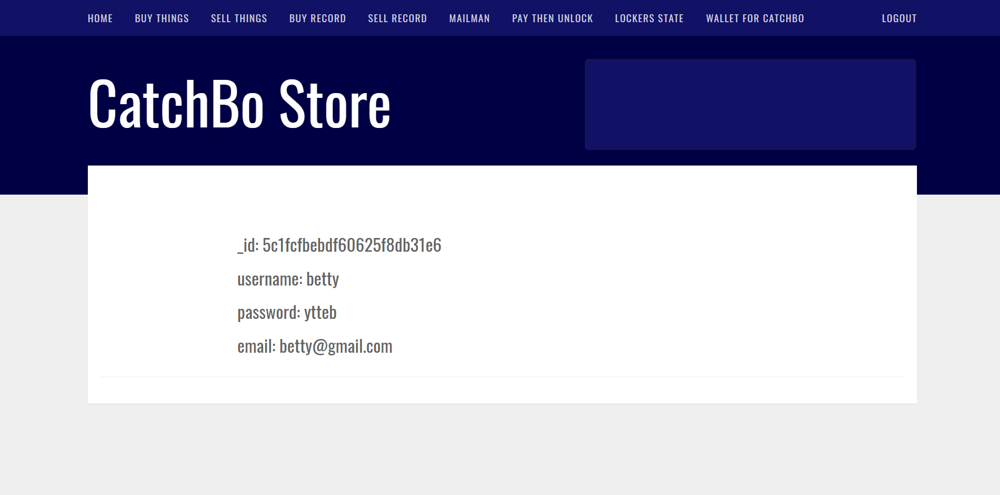 HOME BUY THINGS SELL THINGS BUY RECORD SELL RECORD MAILMAN PAY THEN UNLOCK LOCKERS STATE WALLET FOR CATCHBO LOGOUT
CatchBo Store
_id: 5c1fcfbebdf60625f8db31e6
username: betty
password: ytteb
email: betty@gmail.com